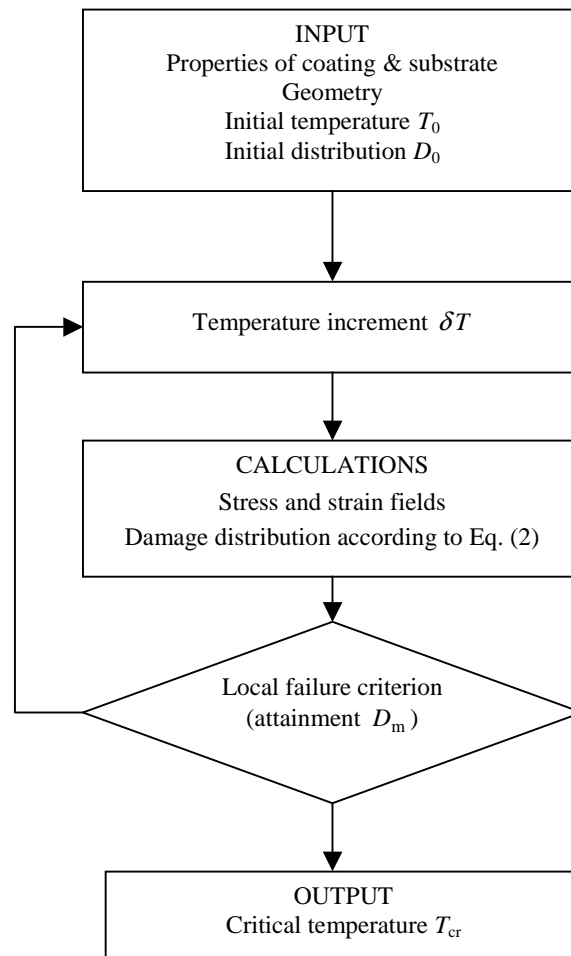 INPUT
Properties of coating & substrate
Geometry
Initial temperature T₀
Initial distribution D₀
Temperature increment δT
CALCULATIONS
Stress and strain fields
Damage distribution according to Eq. (2)
Local failure criterion
(attainment Dₘ)
OUTPUT
Critical temperature T_cr